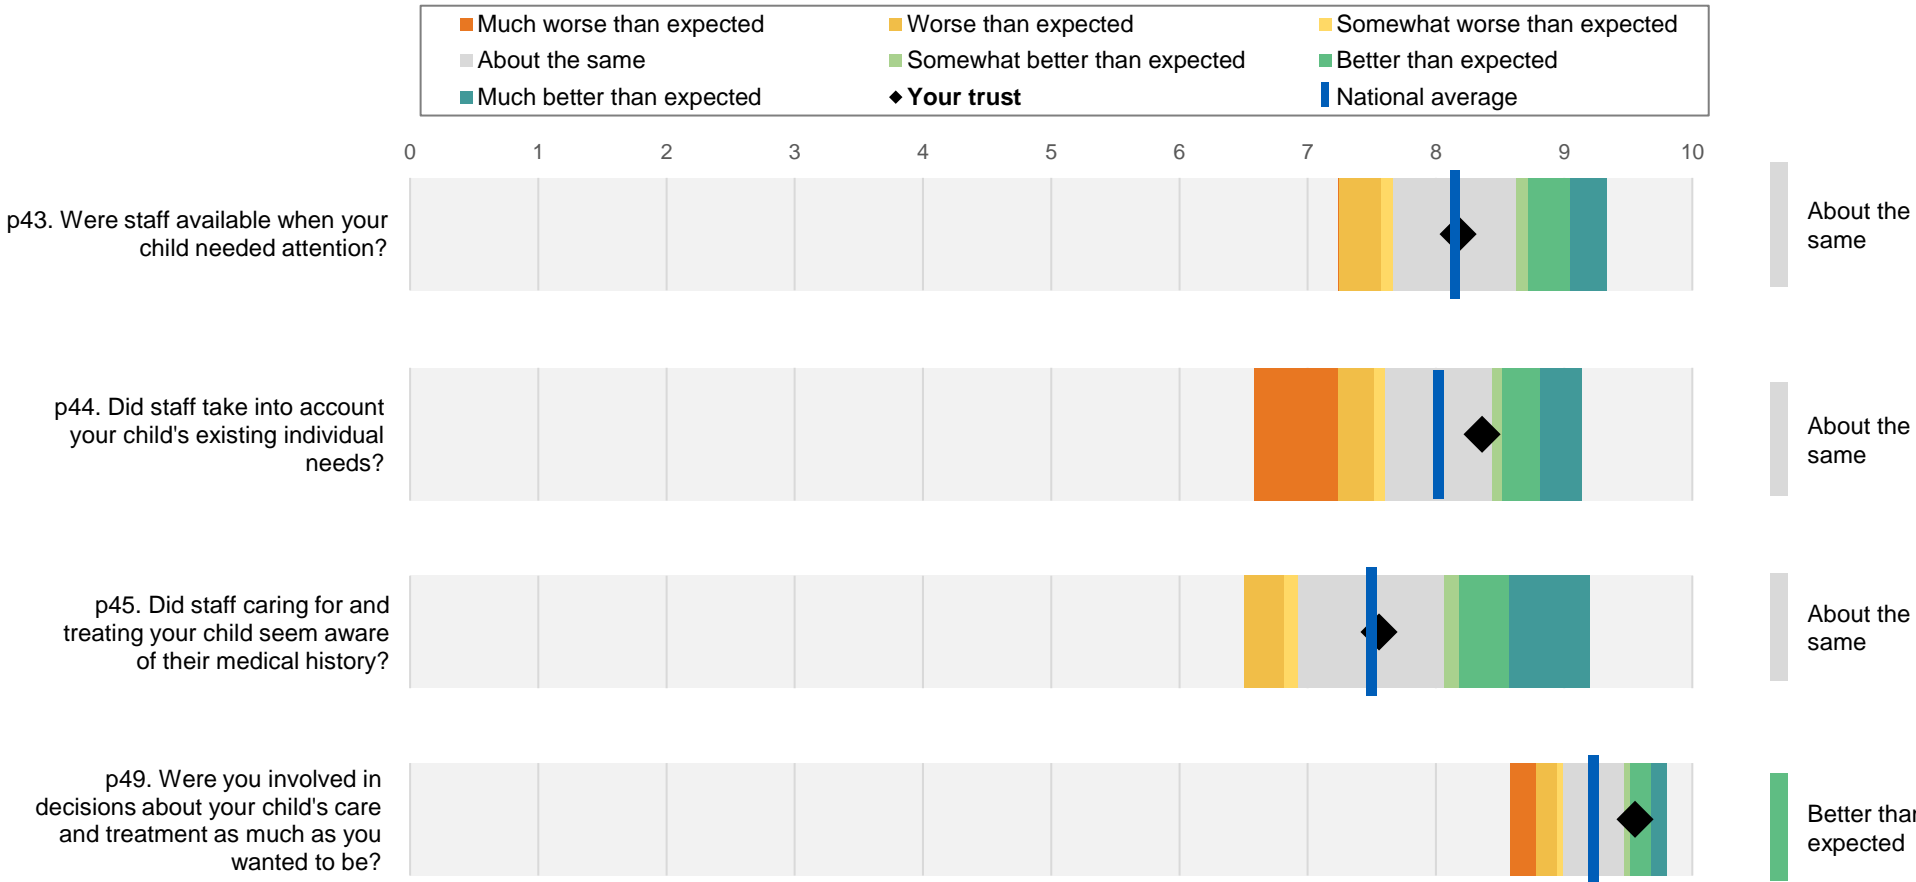 Much worse than expected
Worse than expected
Somewhat worse than expected
About the same
Somewhat better than expected
Better than expected
Much better than expected
Your trust
National average
0 1 2 3 4 5 6 7 8 9 10
p43. Were staff available when your
child needed attention?
About the
same
p44. Did staff take into account
your child's existing individual
needs?
About the
same
p45. Did staff caring for and
treating your child seem aware
of their medical history?
About the
same
p49. Were you involved in
decisions about your child's care
and treatment as much as you
wanted to be?
Better than
expected